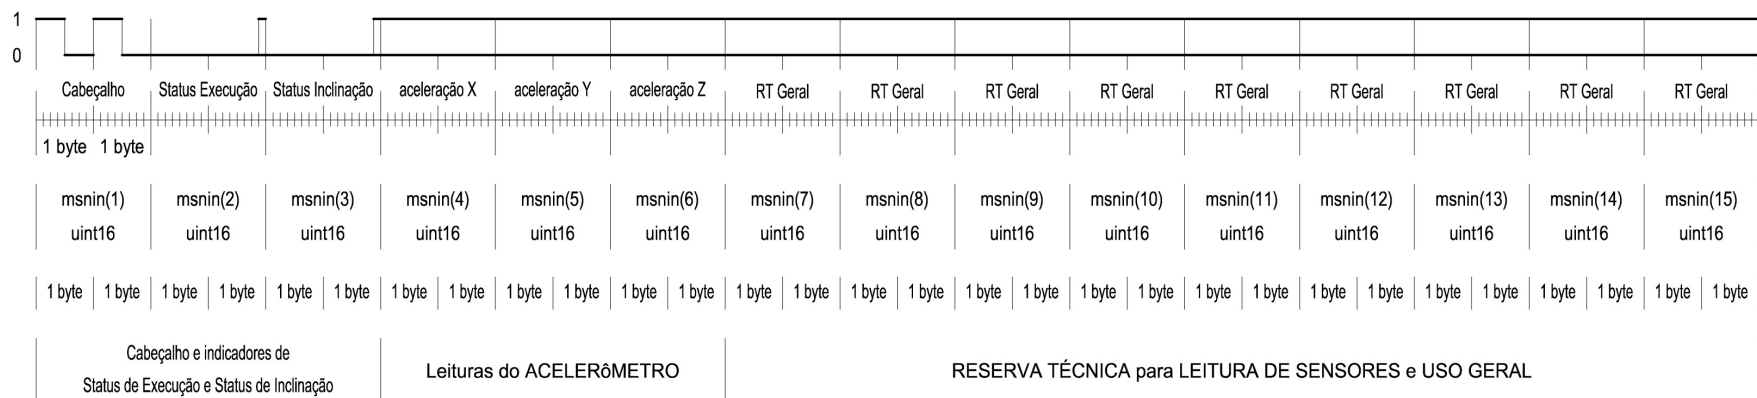 1
0
Cabeçalho Status Execução Status Inclinação aceleração X aceleração Y aceleração Z RT Geral RT Geral RT Geral RT Geral RT Geral RT Geral RT Geral RT Geral RT Geral
1 byte 1 byte
msnin(1) msnin(2) msnin(3) msnin(4) msnin(5) msnin(6) msnin(7) msnin(8) msnin(9) msnin(10) msnin(11) msnin(12) msnin(13) msnin(14) msnin(15)
uint16 uint16 uint16 uint16 uint16 uint16 uint16 uint16 uint16 uint16 uint16 uint16 uint16 uint16 uint16
1 byte 1 byte 1 byte 1 byte 1 byte 1 byte 1 byte 1 byte 1 byte 1 byte 1 byte 1 byte 1 byte 1 byte 1 byte 1 byte 1 byte 1 byte 1 byte 1 byte 1 byte 1 byte 1 byte 1 byte 1 byte 1 byte 1 byte 1 byte 1 byte 1 byte
Cabeçalho e indicadores de
Status de Execução e Status de Inclinação
Leituras do ACELERôMETRO
RESERVA TÉCNICA para LEITURA DE SENSORES e USO GERAL